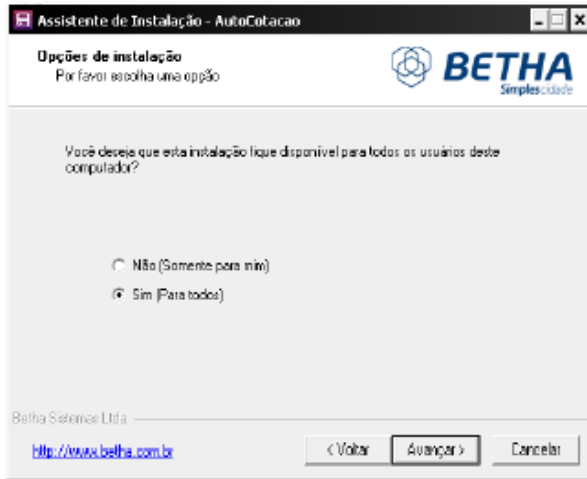 Assistente de Instalação - AutoCotacao
Opções de instalação
Por favor escolha uma opção
BETHA
Simplescidade
Você deseja que esta instalação fique disponível para todos os usuários deste
computador?
Não (Somente para mim)
Sim (Para todos)
Betha Sistemas Ltda
http://www.betha.com.br
< Voltar
Avançar >
Cancelar